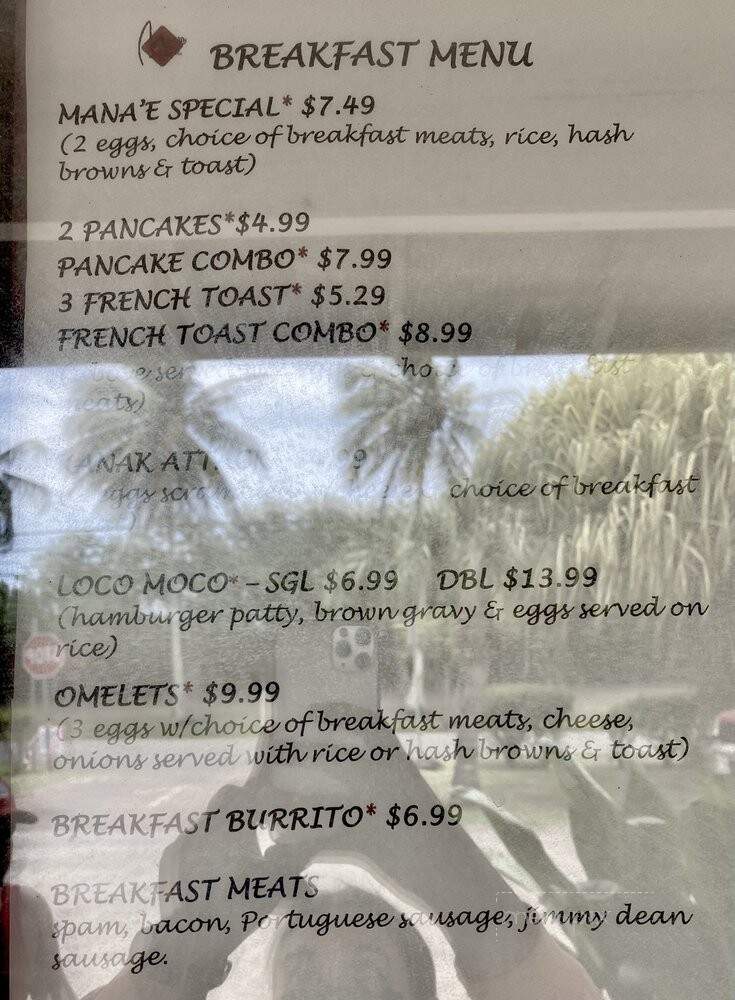 BREAKFAST MENU
MANA'E SPECIAL* $7.49
(2 eggs, choice of breakfast meats, rice, hash
browns & toast)
2 PANCAKES*$4.99
PANCAKE COMBO* $7.99
3 FRENCH TOAST* $5.29
FRENCH TOAST COMBO* $8.99
of
choice of breakfast
LOCO MOCO* – SGL $6.99 DBL $13.99
(hamburger patty, brown gravy & eggs served on
rice)
OMELETS* $9.99
(3 eggs w/choice of breakfast meats, cheese,
onions served with rice or hash browns & toast)
BREAKFAST BURRITO* $6.99
BREAKFAST MEATS
spam, bacon, Portuguese sausage, jimmy dean
sausage.